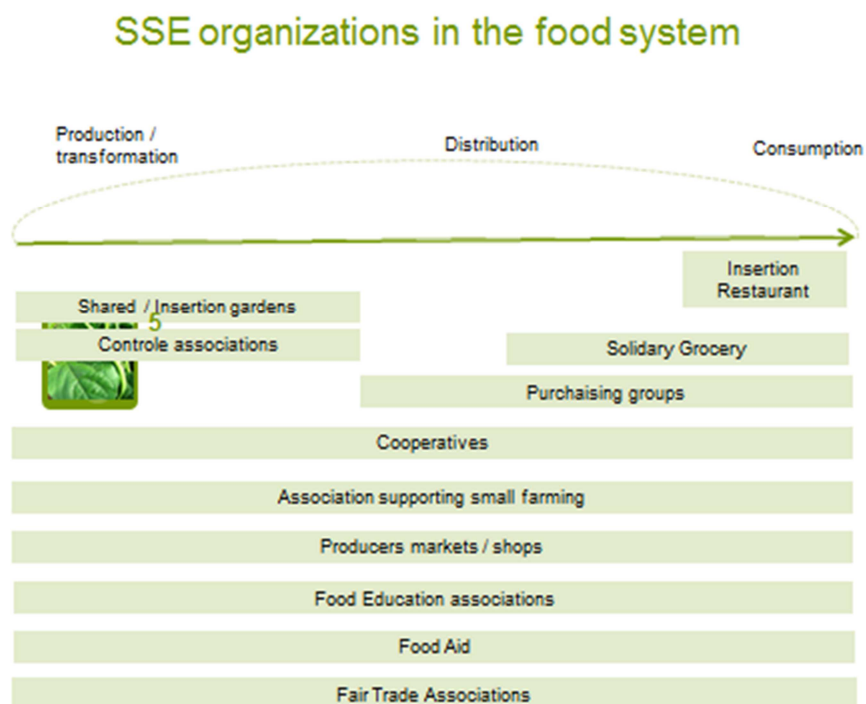 SSE organizations in the food system
Production /
transformation
Distribution
Consumption
Insertion
Restaurant
Shared / Insertion gardens
5
Controle associations
Solidary Grocery
Purchaising groups
Cooperatives
Association supporting small farming
Producers markets / shops
Food Education associations
Food Aid
Fair Trade Associations